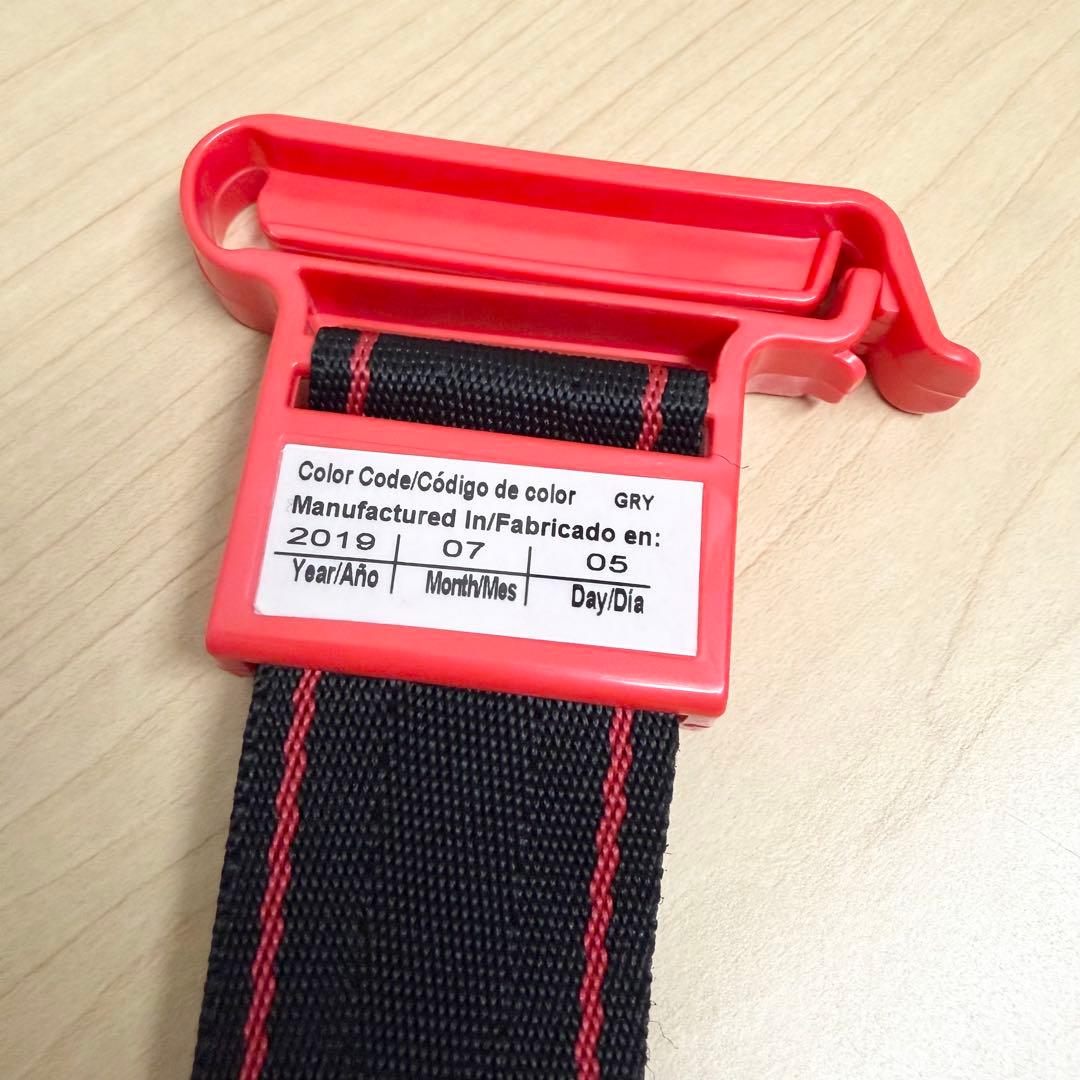 Color Code/Código de color GRY
Manufactured In/Fabricado en:
2019 07 05
Year/Año Month/Mes Day/Día